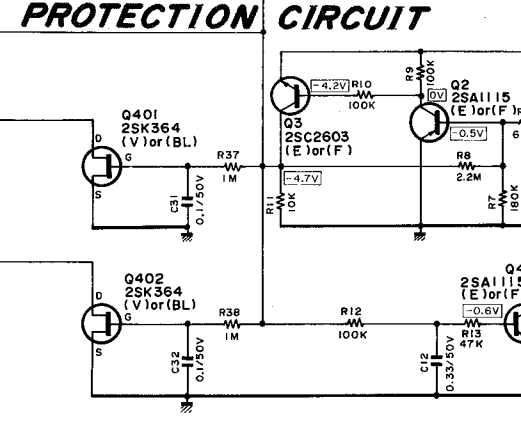 PROTECTION CIRCUIT
-4.2V
R10
100K
R9
100K
0V
Q2
2SA1115
(E)or(F)
-0.5V
Q3
2SC2603
(E)or(F)
Q401
2SK364
(V)or(BL)
D
G
S
R37
1M
C31
0.1/50V
-4.7V
R11
10K
R8
2.2M
R7
180K
6
Q402
2SK364
(V)or(BL)
D
G
S
R38
1M
C32
0.1/50V
R12
100K
C12
0.33/50V
Q4
2SA1115
(E)or(F
-0.6V
R13
47K